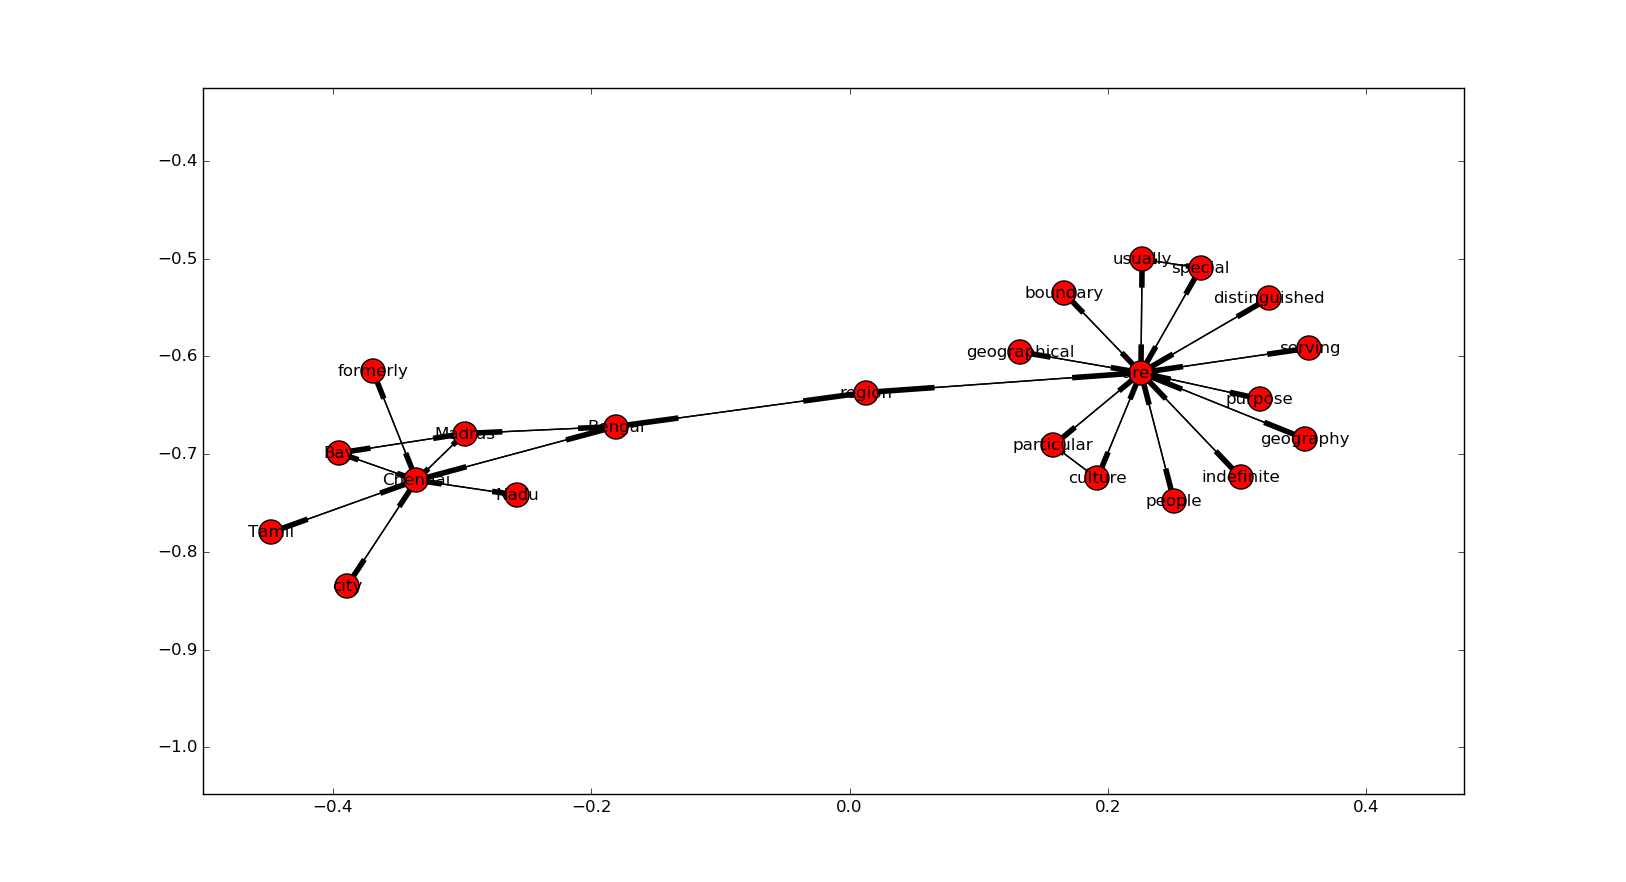 −0.4
−0.5
usually
special
boundary
distinguished
serving
geographical
−0.6
formerly
region
purpose
Bengal
Madras
geography
particular
−0.7
Bay
Chennai
culture
indefinite
Nadu
people
Tamil
−0.8
city
−0.9
−1.0
−0.4 −0.2 0.0 0.2 0.4